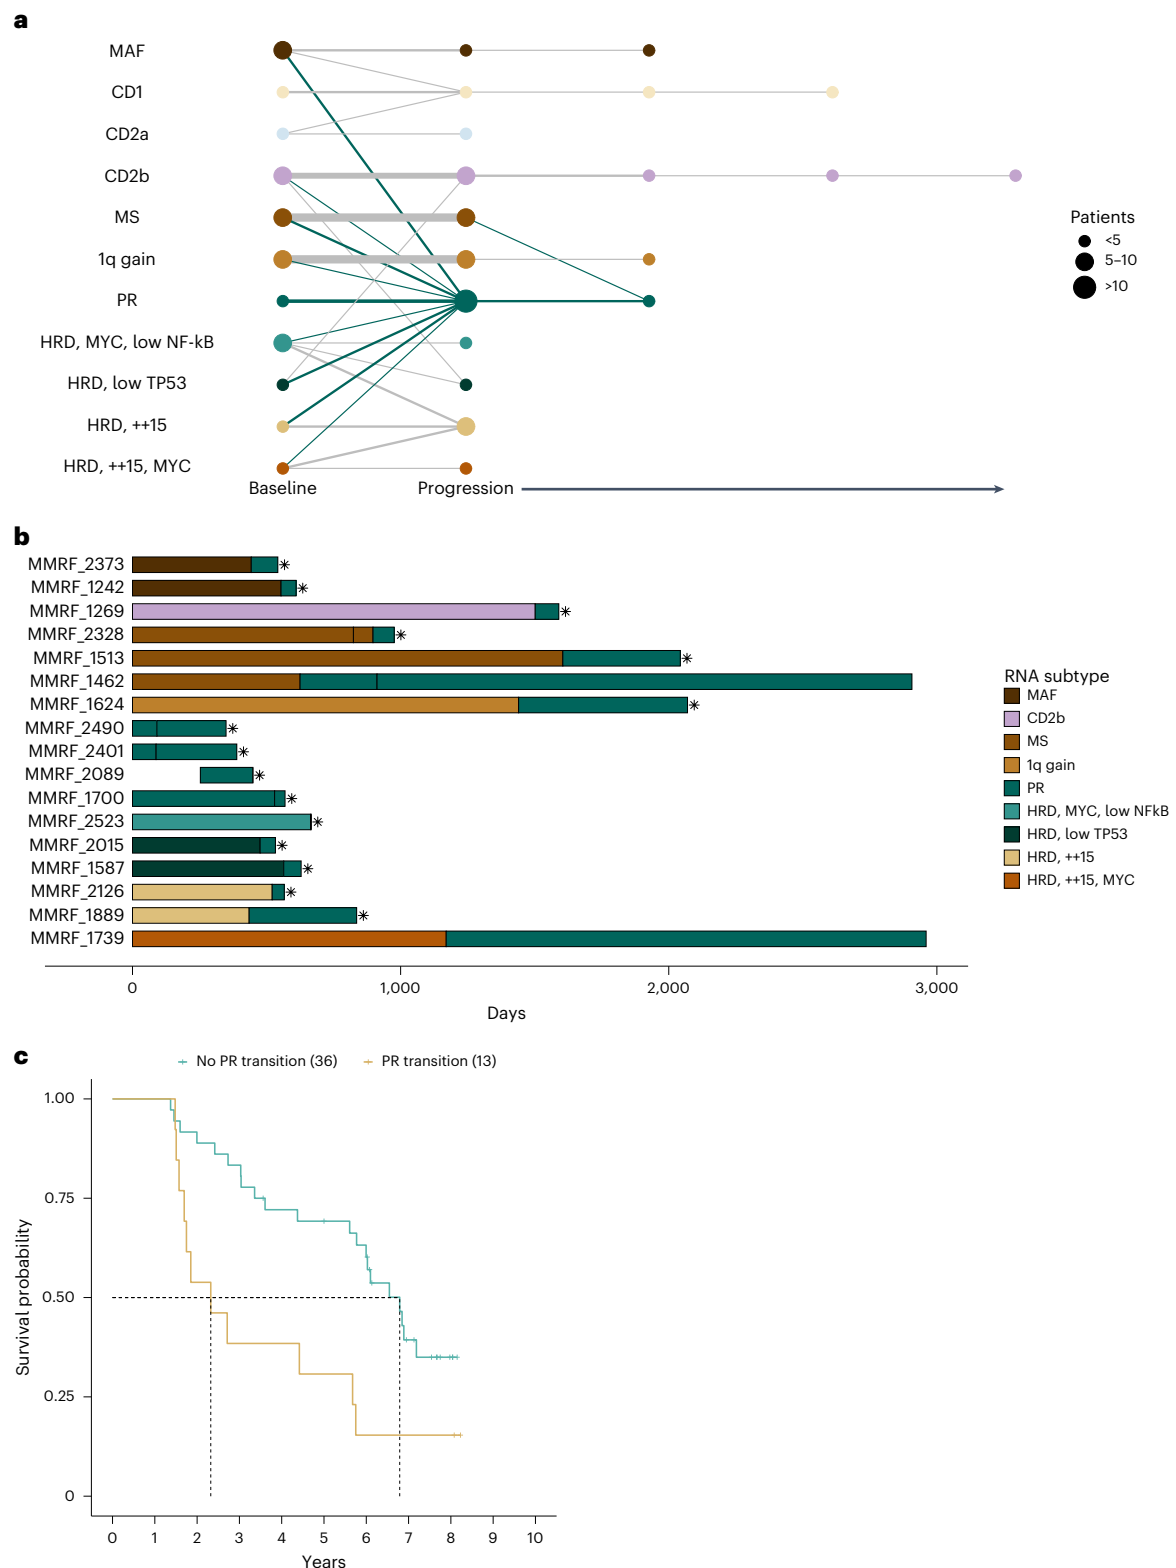 a
MAF
CD1
CD2a
CD2b
MS
1q gain
PR
HRD, MYC, low NF-kB
HRD, low TP53
HRD, ++15
HRD, ++15, MYC
Baseline
Progression
Patients
<5
5–10
>10
b
MMRF_2373
MMRF_1242
MMRF_1269
MMRF_2328
MMRF_1513
MMRF_1462
MMRF_1624
MMRF_2490
MMRF_2401
MMRF_2089
MMRF_1700
MMRF_2523
MMRF_2015
MMRF_1587
MMRF_2126
MMRF_1889
MMRF_1739
0 1,000 2,000 3,000
Days
RNA subtype
MAF
CD2b
MS
1q gain
PR
HRD, MYC, low NFkB
HRD, low TP53
HRD, ++15
HRD, ++15, MYC
c
No PR transition (36) PR transition (13)
Survival probability
1.00
0.75
0.50
0.25
0
0 1 2 3 4 5 6 7 8 9 10
Years